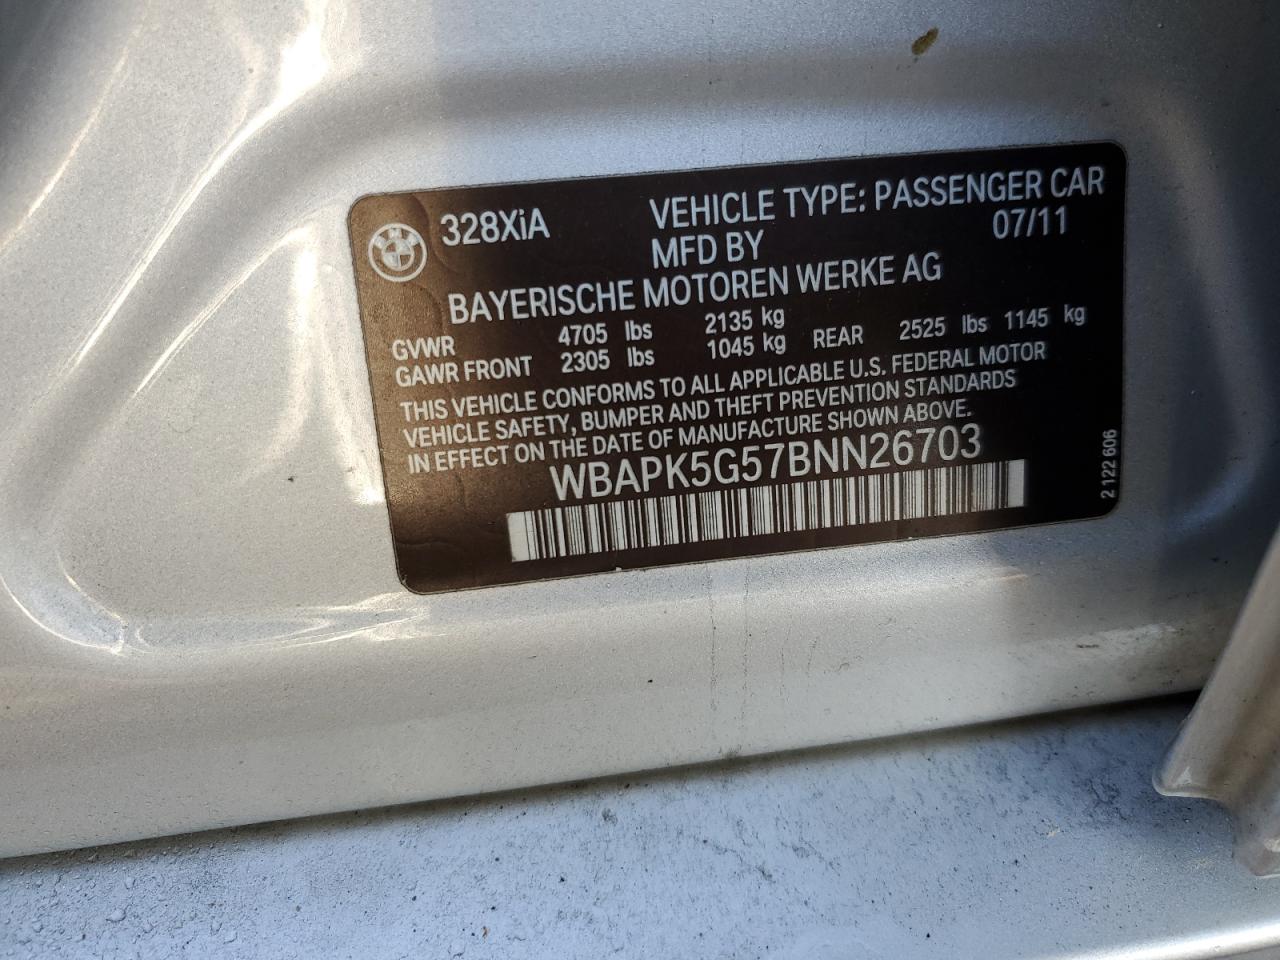 BMW
328XiA VEHICLE TYPE: PASSENGER CAR
MFD BY 07/11
BAYERISCHE MOTOREN WERKE AG
GVWR 4705 lbs 2135 kg
GAWR FRONT 2305 lbs 1045 kg REAR 2525 lbs 1145 kg
THIS VEHICLE CONFORMS TO ALL APPLICABLE U.S. FEDERAL MOTOR
VEHICLE SAFETY, BUMPER AND THEFT PREVENTION STANDARDS
IN EFFECT ON THE DATE OF MANUFACTURE SHOWN ABOVE.
WBAPK5G57BNN26703
2 122 606